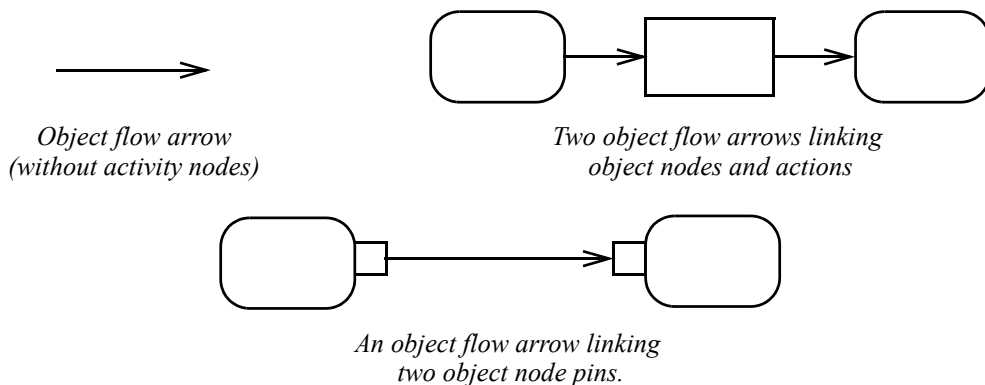 Object flow arrow
(without activity nodes)
Two object flow arrows linking
object nodes and actions
An object flow arrow linking
two object node pins.